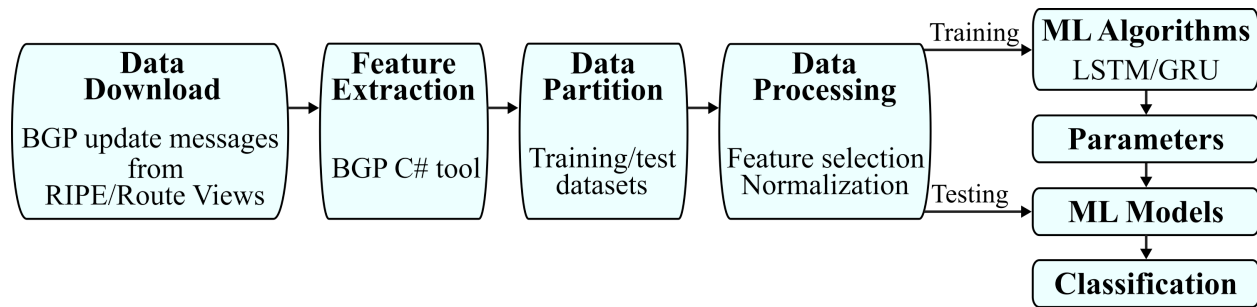 Data
Download
BGP update messages
from
RIPE/Route Views
Feature
Extraction
BGP C# tool
Data
Partition
Training/test
datasets
Data
Processing
Feature selection
Normalization
Training
Testing
ML Algorithms
LSTM/GRU
Parameters
ML Models
Classification